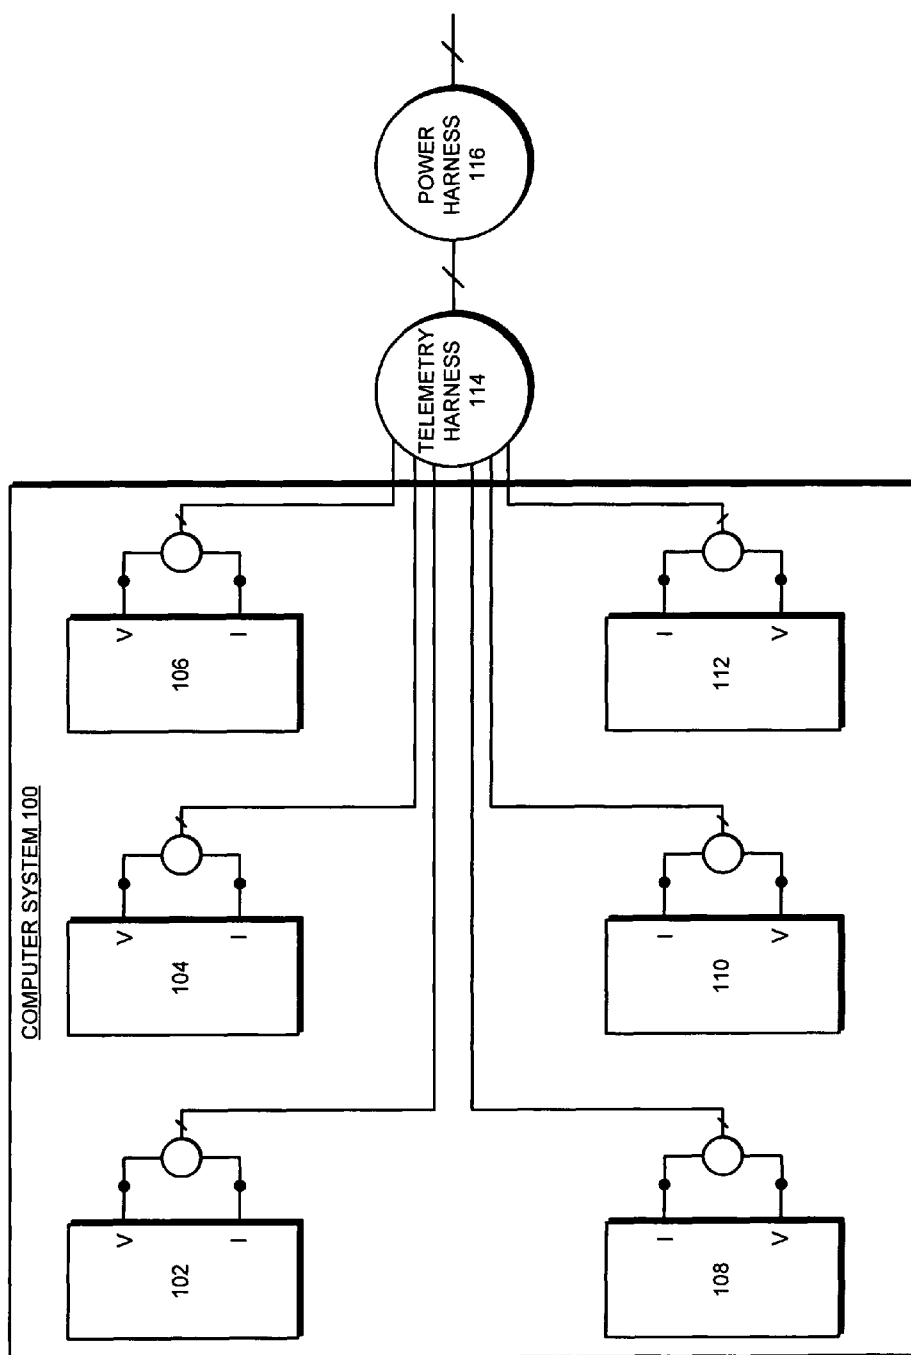 COMPUTER SYSTEM 100
V
I
102
V
I
104
V
I
106
I
V
108
I
V
110
I
V
112
TELEMETRY
HARNESS
114
POWER
HARNESS
116